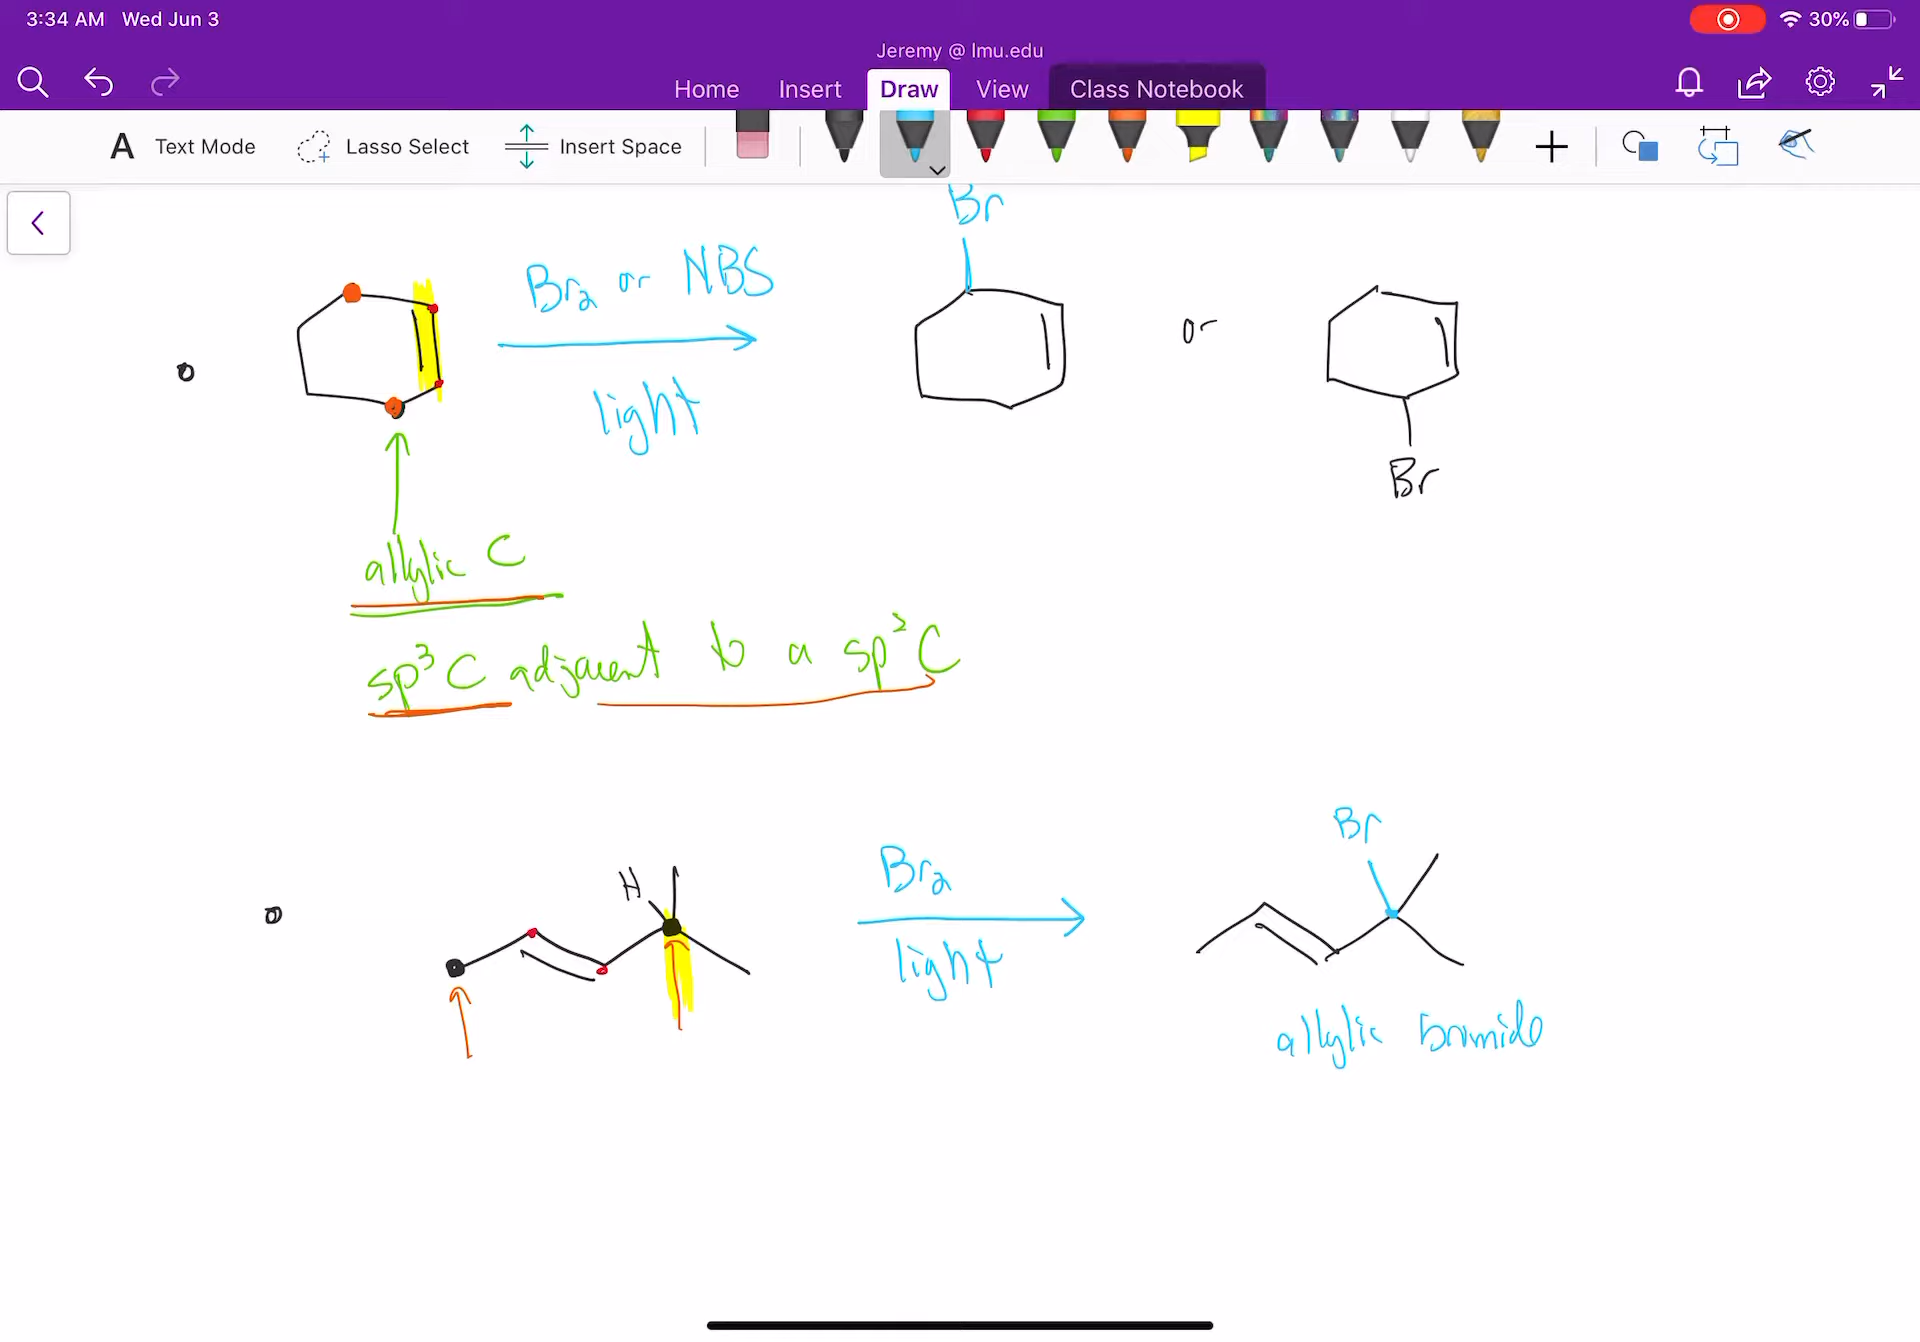 3:34 AM Wed Jun 3
30%
Jeremy @ lmu.edu
Home Insert Draw View Class Notebook
A Text Mode Lasso Select Insert Space
Br
Br2 or NBS
light
or
Br
allylic C
sp³ C adjacent to a sp² C
Br
H
Br2
light
allylic bromide